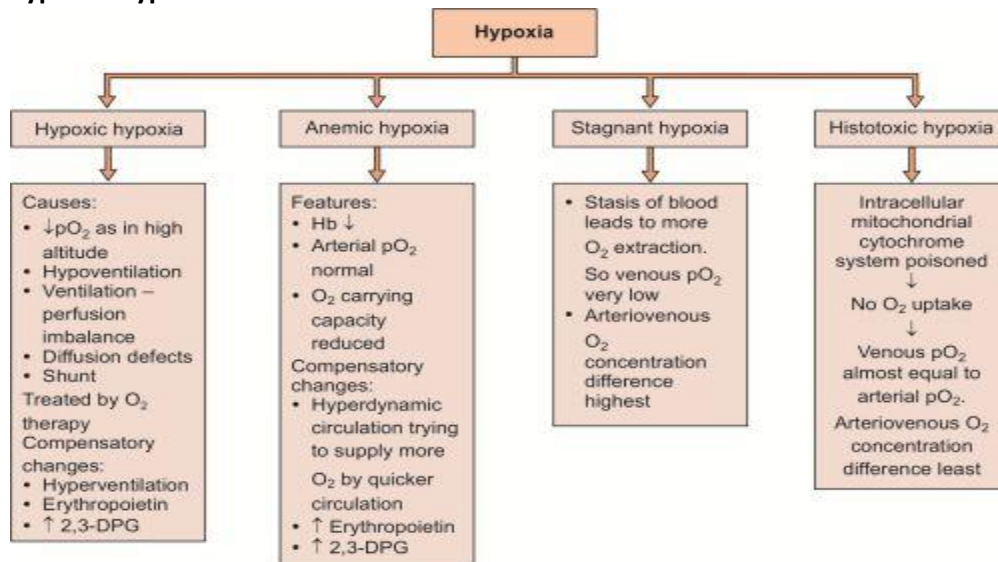 Hypoxia
Hypoxic hypoxia
Anemic hypoxia
Stagnant hypoxia
Histotoxic hypoxia
Causes:
• ↓pO₂ as in high
altitude
• Hypoventilation
• Ventilation –
perfusion
imbalance
• Diffusion defects
• Shunt
Treated by O₂
therapy
Compensatory
changes:
• Hyperventilation
• Erythropoietin
• ↑ 2,3-DPG
Features:
• Hb ↓
• Arterial pO₂
normal
• O₂ carrying
capacity
reduced
Compensatory
changes:
• Hyperdynamic
circulation trying
to supply more
O₂ by quicker
circulation
• ↑ Erythropoietin
• ↑ 2,3-DPG
• Stasis of blood
leads to more
O₂ extraction.
So venous pO₂
very low
• Arteriovenous
O₂
concentration
difference
highest
Intracellular
mitochondrial
cytochrome
system poisoned
↓
No O₂ uptake
↓
Venous pO₂
almost equal to
arterial pO₂.
Arteriovenous O₂
concentration
difference least